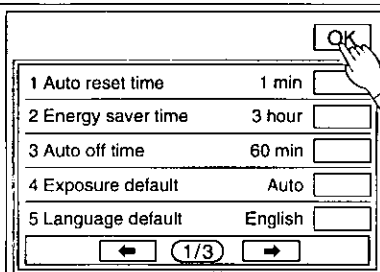 OK
1 Auto reset time 1 min
2 Energy saver time 3 hour
3 Auto off time 60 min
4 Exposure default Auto
5 Language default English
1/3